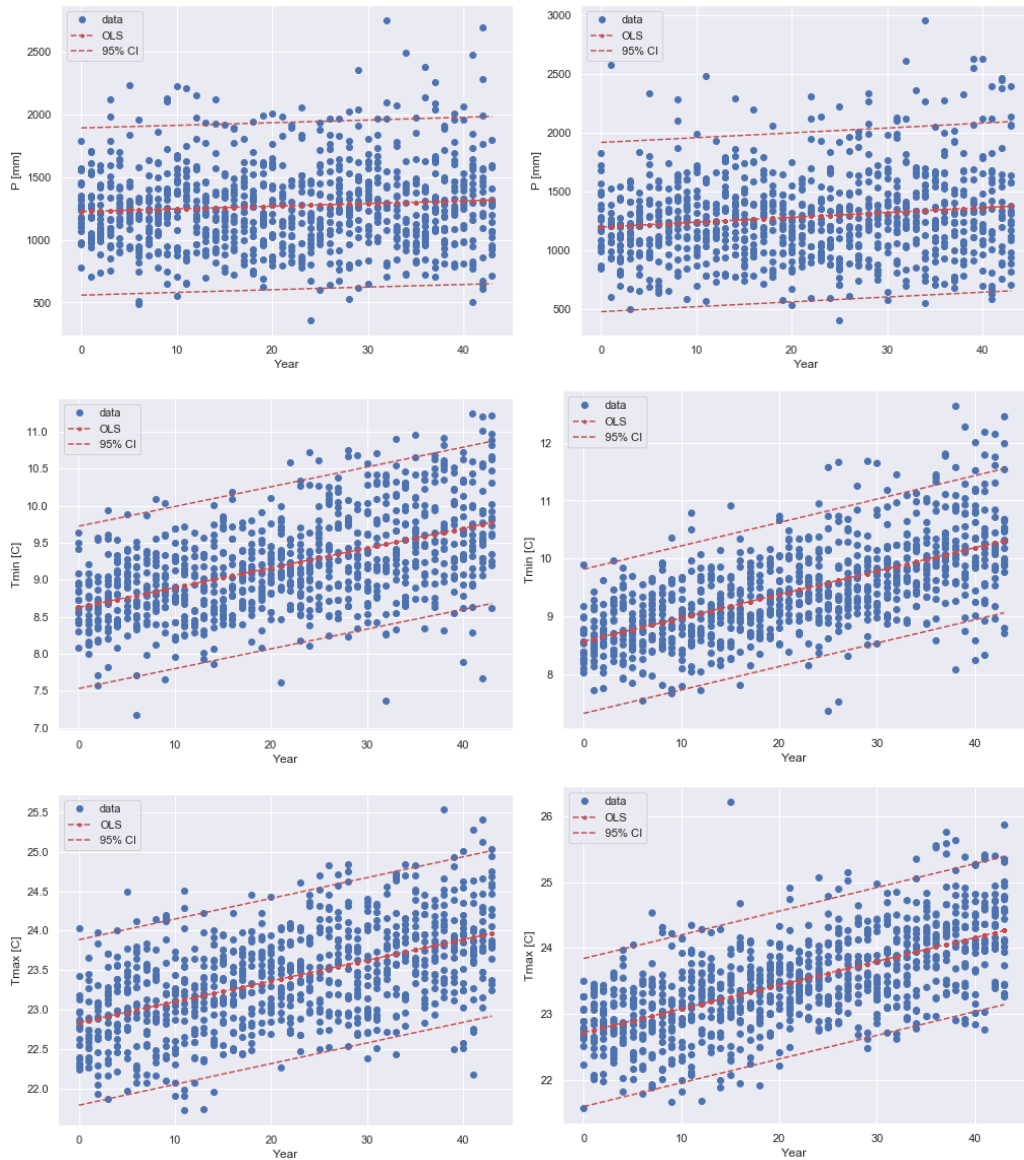 data
OLS
95% CI
2500
2000
1500
1000
500
P [mm]
0 10 20 30 40
Year
data
OLS
95% CI
3000
2500
2000
1500
1000
500
P [mm]
0 10 20 30 40
Year
data
OLS
95% CI
11.0
10.5
10.0
9.5
9.0
8.5
8.0
7.5
7.0
Tmin [C]
0 10 20 30 40
Year
data
OLS
95% CI
12
11
10
9
8
Tmin [C]
0 10 20 30 40
Year
data
OLS
95% CI
25.5
25.0
24.5
24.0
23.5
23.0
22.5
22.0
Tmax [C]
0 10 20 30 40
Year
data
OLS
95% CI
26
25
24
23
22
Tmax [C]
0 10 20 30 40
Year